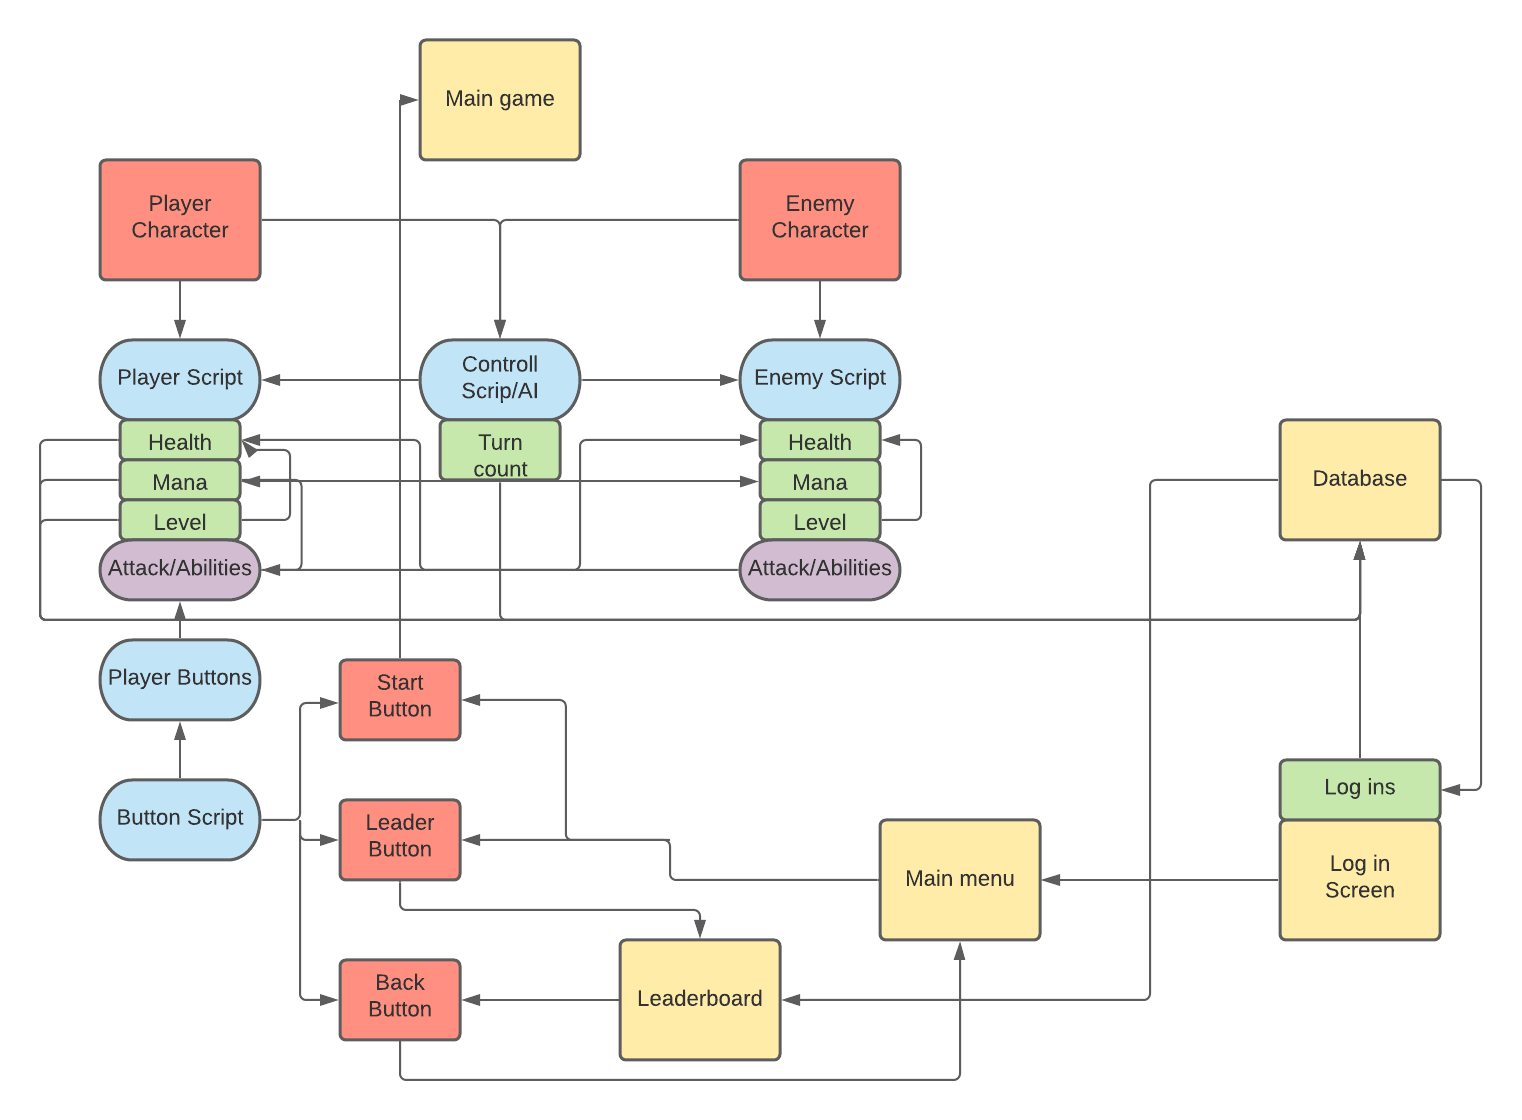 Main game
Player
Character
Enemy
Character
Player Script
Controll
Scrip/AI
Enemy Script
Health
Mana
Level
Attack/Abilities
Turn
count
Health
Mana
Level
Attack/Abilities
Database
Player Buttons
Start
Button
Button Script
Leader
Button
Log ins
Log in
Screen
Main menu
Back
Button
Leaderboard